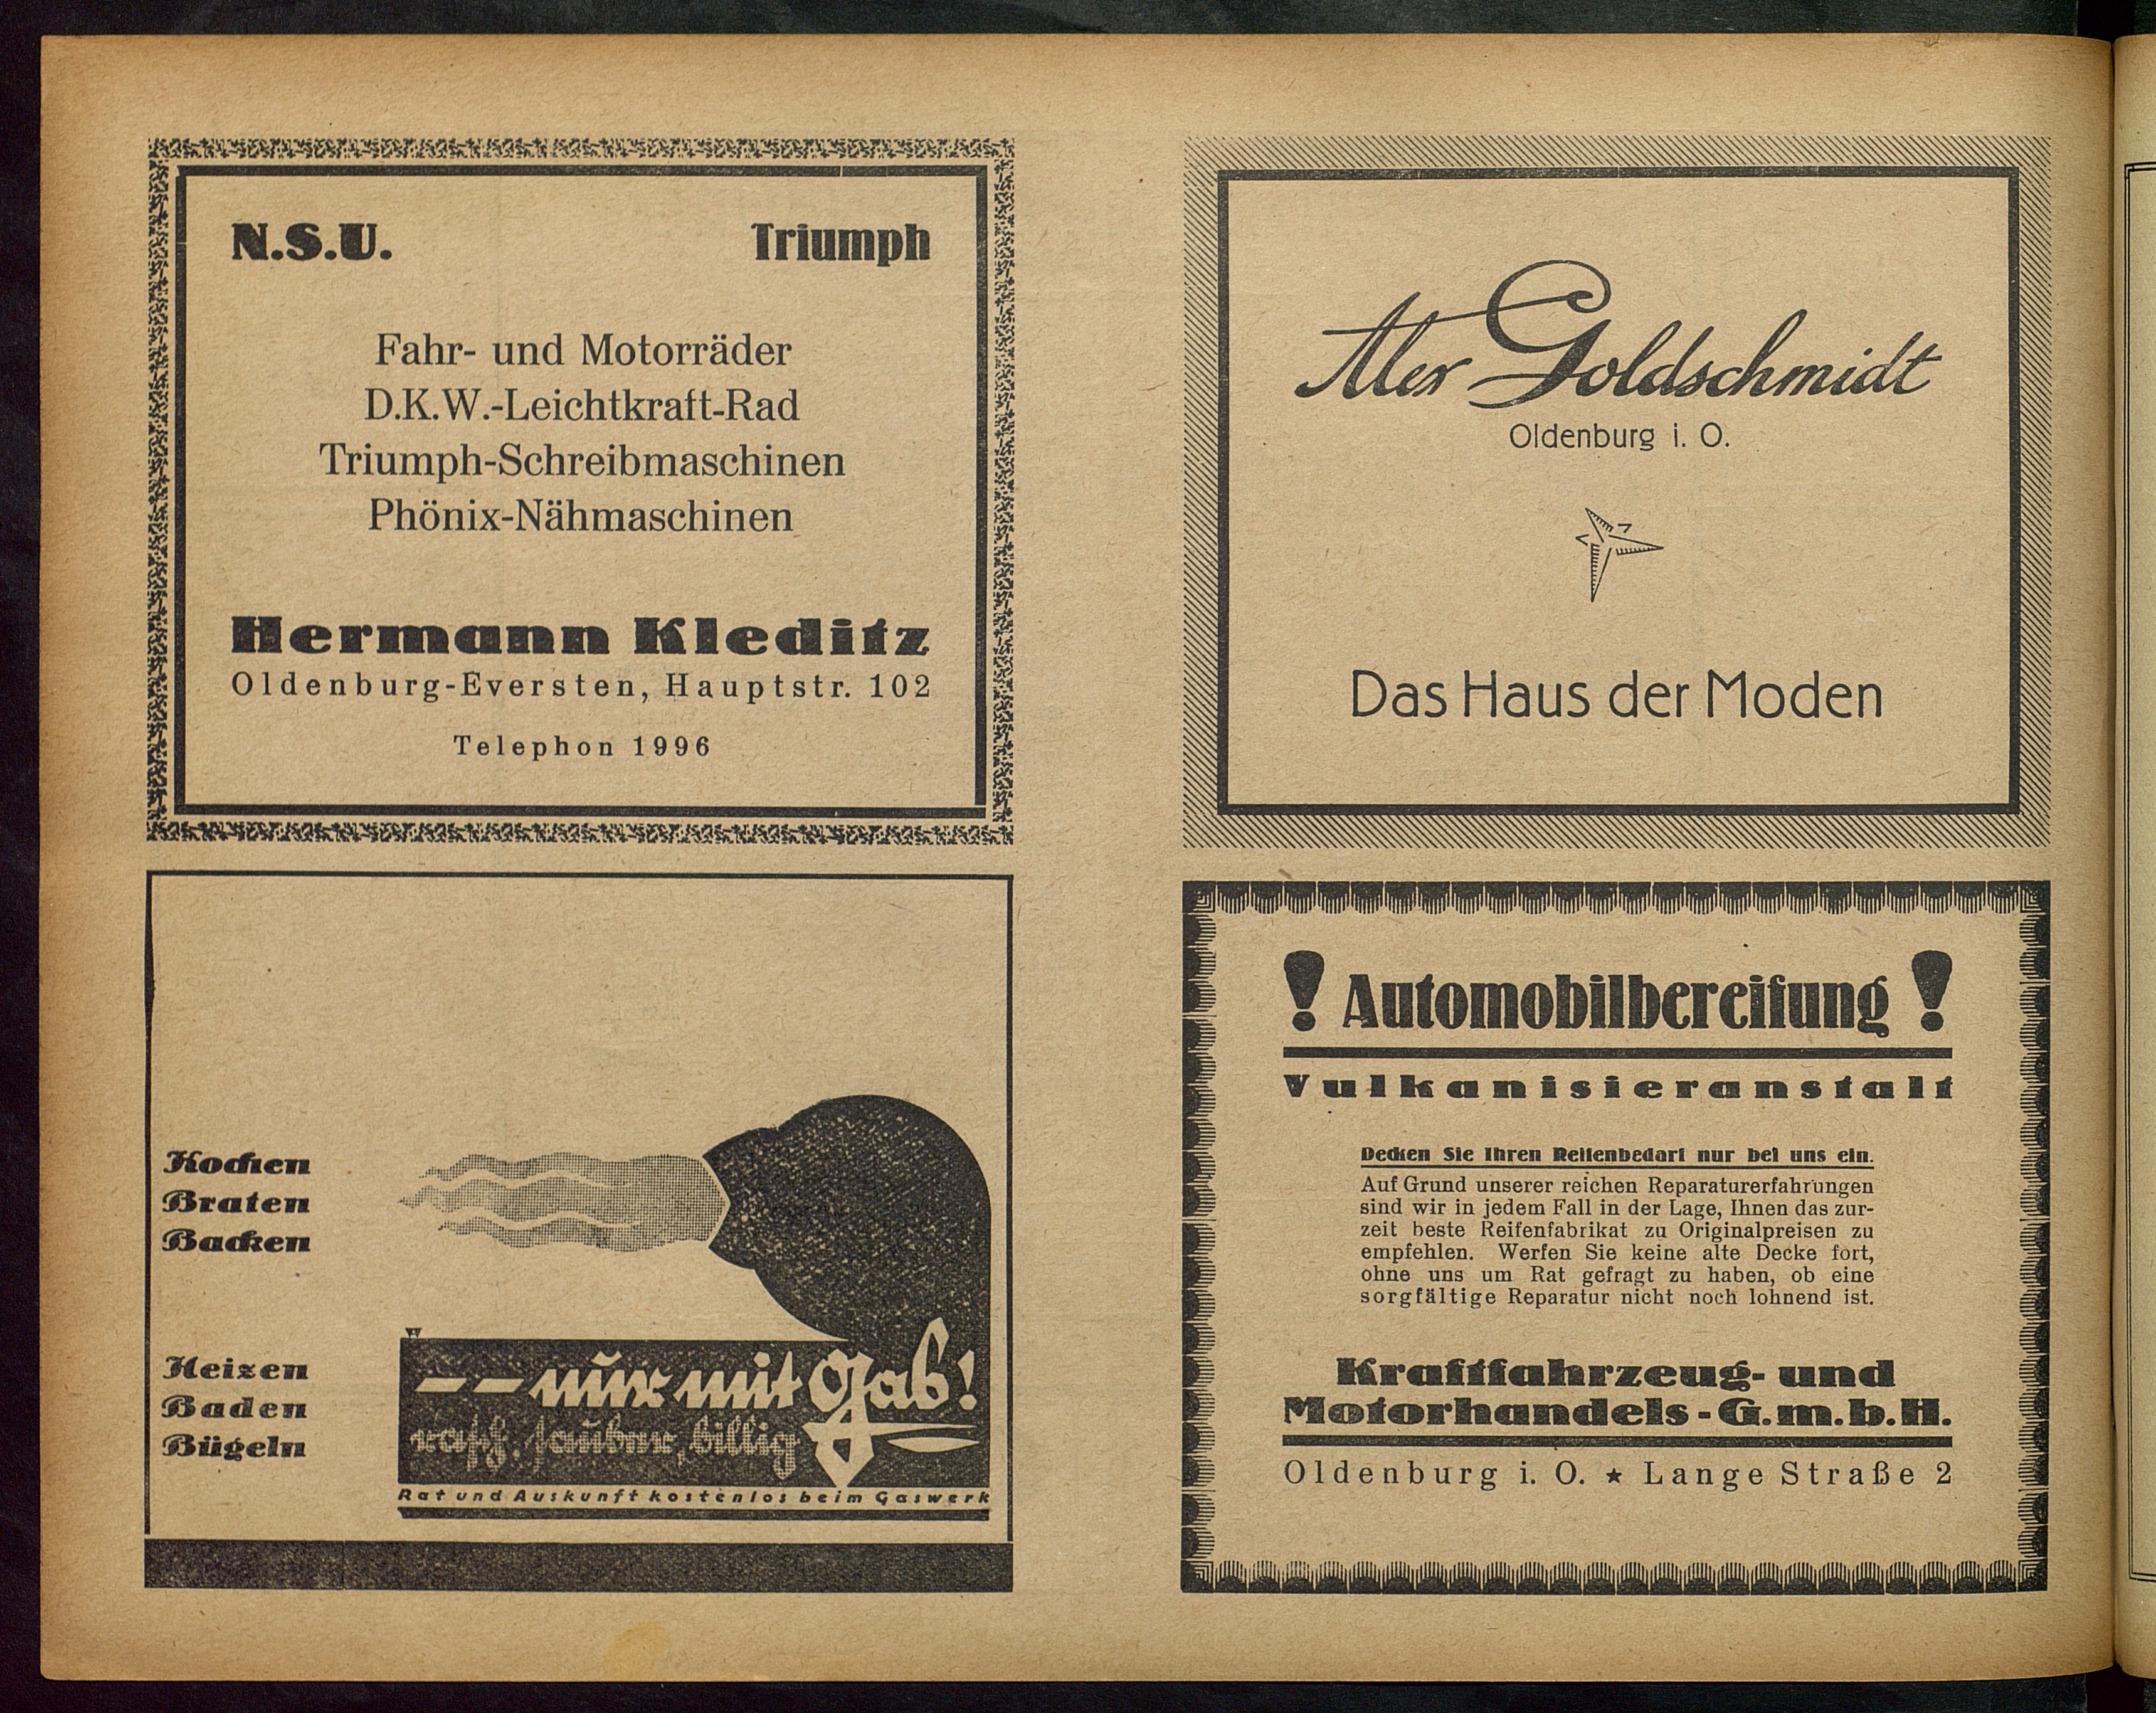 N.S.U. Triumph
Fahr- und Motorräder
D.K.W.-Leichtkraft-Rad
Triumph-Schreibmaschinen
Phönix-Nähmaschinen
Hermann Kleditz
Oldenburg-Eversten, Hauptstr. 102
Telephon 1996
Alex Goldschmidt
Oldenburg i. O.
Das Haus der Moden
Kochen
Braten
Backen
Heizen
Baden
Bügeln
-- nur mit Gas!
rasch, sauber, billig
Rat und Auskunft kostenlos beim Gaswerk
! Automobilbereifung !
Vulkanisieranstalt
Decken Sie Ihren Reifenbedarf nur bei uns ein.
Auf Grund unserer reichen Reparaturerfahrungen
sind wir in jedem Fall in der Lage, Ihnen das zur-
zeit beste Reifenfabrikat zu Originalpreisen zu
empfehlen. Werfen Sie keine alte Decke fort,
ohne uns um Rat gefragt zu haben, ob eine
sorgfältige Reparatur nicht noch lohnend ist.
Kraftfahrzeug- und
Motorhandels-G.m.b.H.
Oldenburg i. O. ★ Lange Straße 2